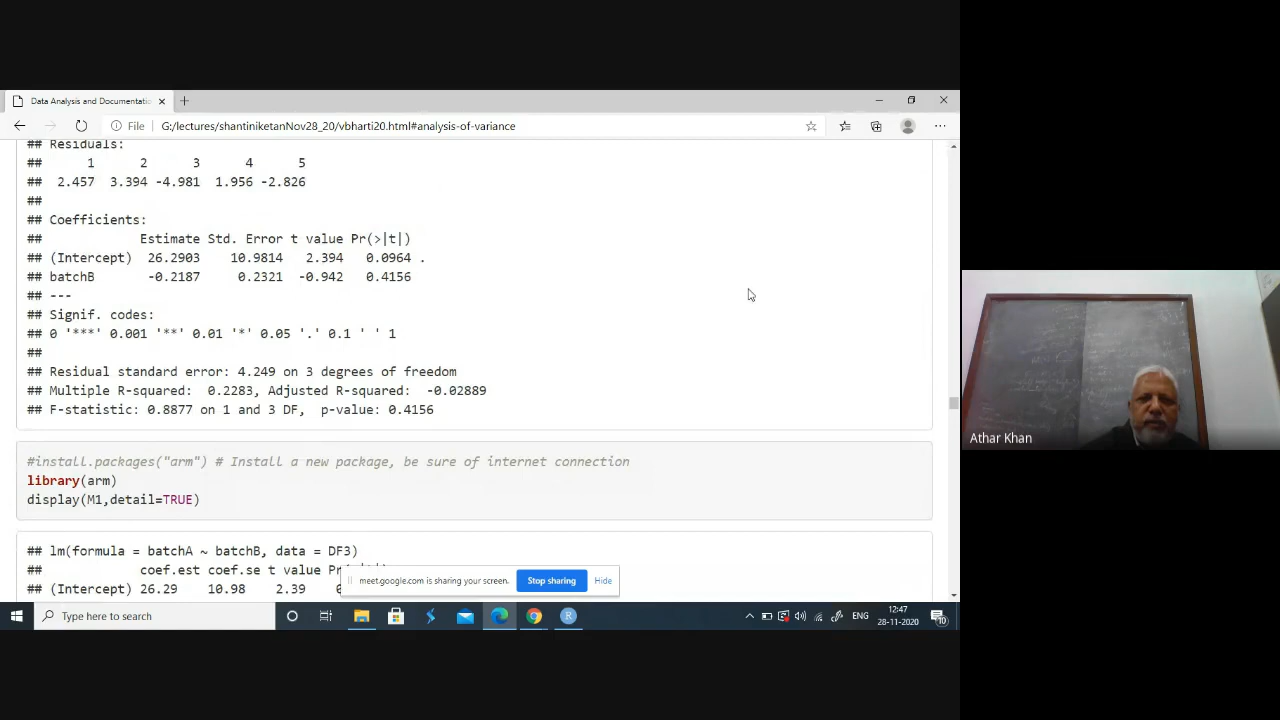 Data Analysis and Documentatio
File G:/lectures/shantiniketanNov28_20/vbharti20.html#analysis-of-variance
## Residuals:
## 1 2 3 4 5
## 2.457 3.394 -4.981 1.956 -2.826
##
## Coefficients:
## Estimate Std. Error t value Pr(>|t|)
## (Intercept) 26.2903 10.9814 2.394 0.0964 .
## batchB -0.2187 0.2321 -0.942 0.4156
## ---
## Signif. codes:
## 0 '***' 0.001 '**' 0.01 '*' 0.05 '.' 0.1 ' ' 1
##
## Residual standard error: 4.249 on 3 degrees of freedom
## Multiple R-squared: 0.2283, Adjusted R-squared: -0.02889
## F-statistic: 0.8877 on 1 and 3 DF, p-value: 0.4156
#install.packages("arm") # Install a new package, be sure of internet connection
library(arm)
display(M1,detail=TRUE)
## lm(formula = batchA ~ batchB, data = DF3)
## coef.est coef.se t value
## (Intercept) 26.29 10.98 2.39
meet.google.com is sharing your screen. Stop sharing Hide
Athar Khan
Type here to search
ENG
12:47
28-11-2020
10